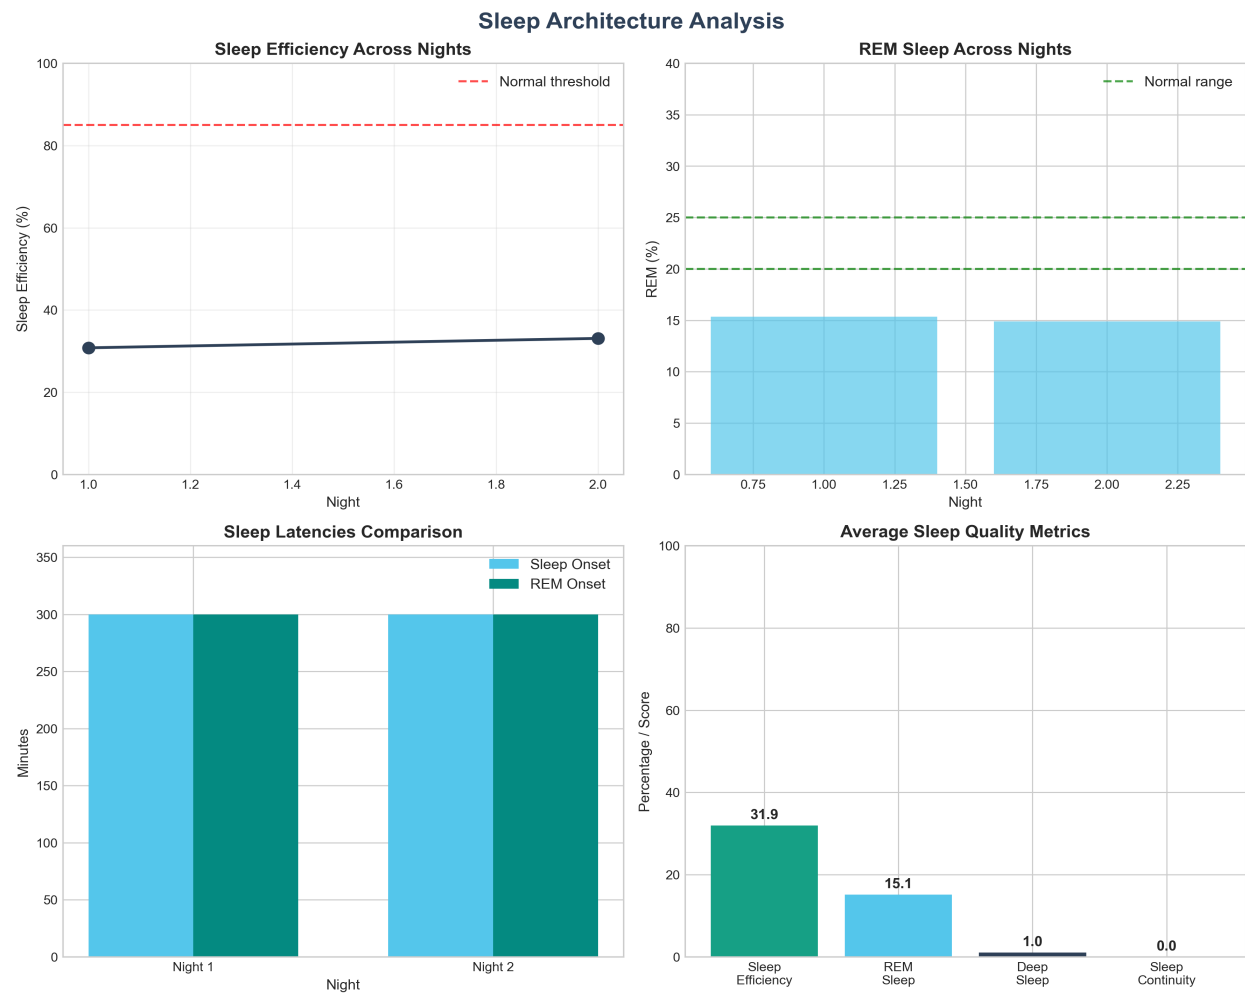 Sleep Architecture Analysis
Sleep Efficiency Across Nights
Normal threshold
100
80
60
40
20
0
Sleep Efficiency (%)
1.0 1.2 1.4 1.6 1.8 2.0
Night
REM Sleep Across Nights
Normal range
40
35
30
25
20
15
10
5
0
REM (%)
0.75 1.00 1.25 1.50 1.75 2.00 2.25
Night
Sleep Latencies Comparison
Sleep Onset
REM Onset
350
300
250
200
150
100
50
0
Minutes
Night 1 Night 2
Night
Average Sleep Quality Metrics
100
80
60
40
20
0
Percentage / Score
31.9
15.1
1.0
0.0
Sleep REM Deep Sleep
Efficiency Sleep Sleep Continuity